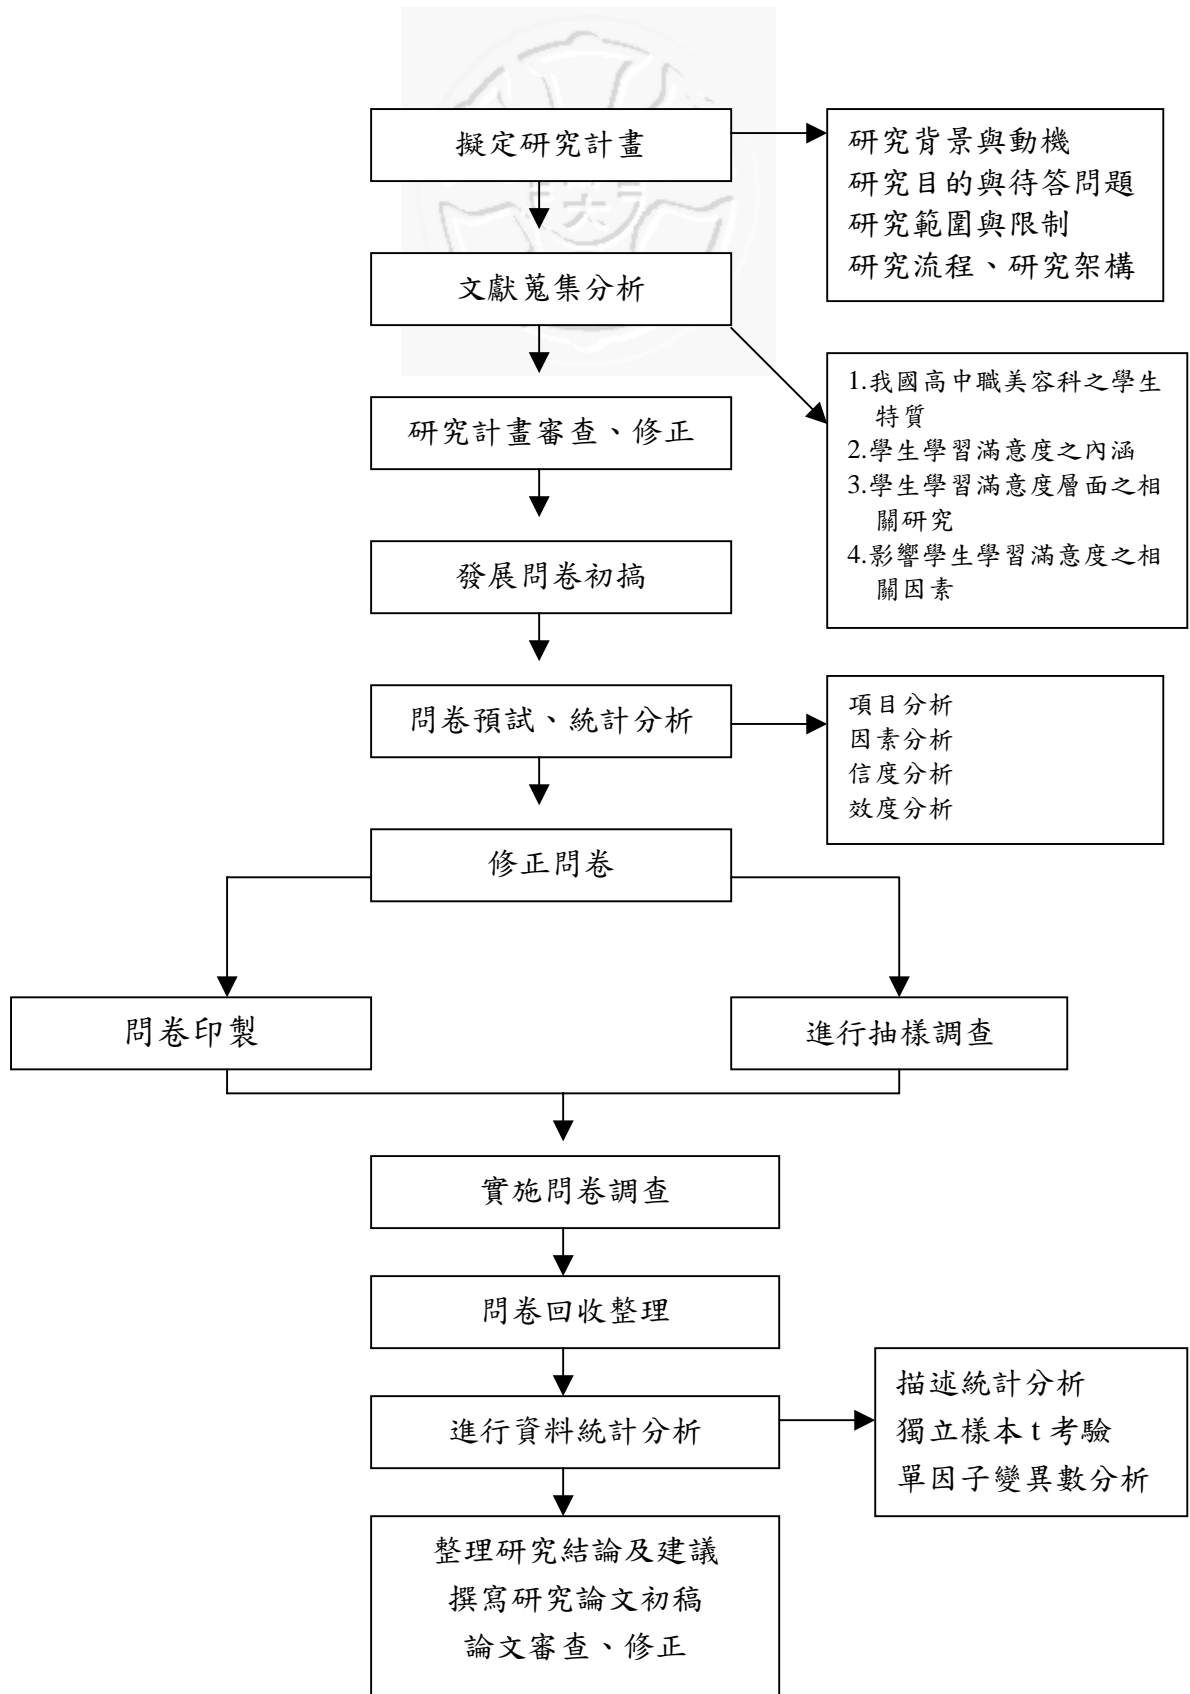 擬定研究計畫
研究背景與動機
研究目的與待答問題
研究範圍與限制
研究流程、研究架構
文獻蒐集分析
1.我國高中職美容科之學生
特質
2.學生學習滿意度之內涵
3.學生學習滿意度層面之相
關研究
4.影響學生學習滿意度之相
關因素
研究計畫審查、修正
發展問卷初搞
問卷預試、統計分析
項目分析
因素分析
信度分析
效度分析
修正問卷
問卷印製
進行抽樣調查
實施問卷調查
問卷回收整理
進行資料統計分析
描述統計分析
獨立樣本 t 考驗
單因子變異數分析
整理研究結論及建議
撰寫研究論文初稿
論文審查、修正